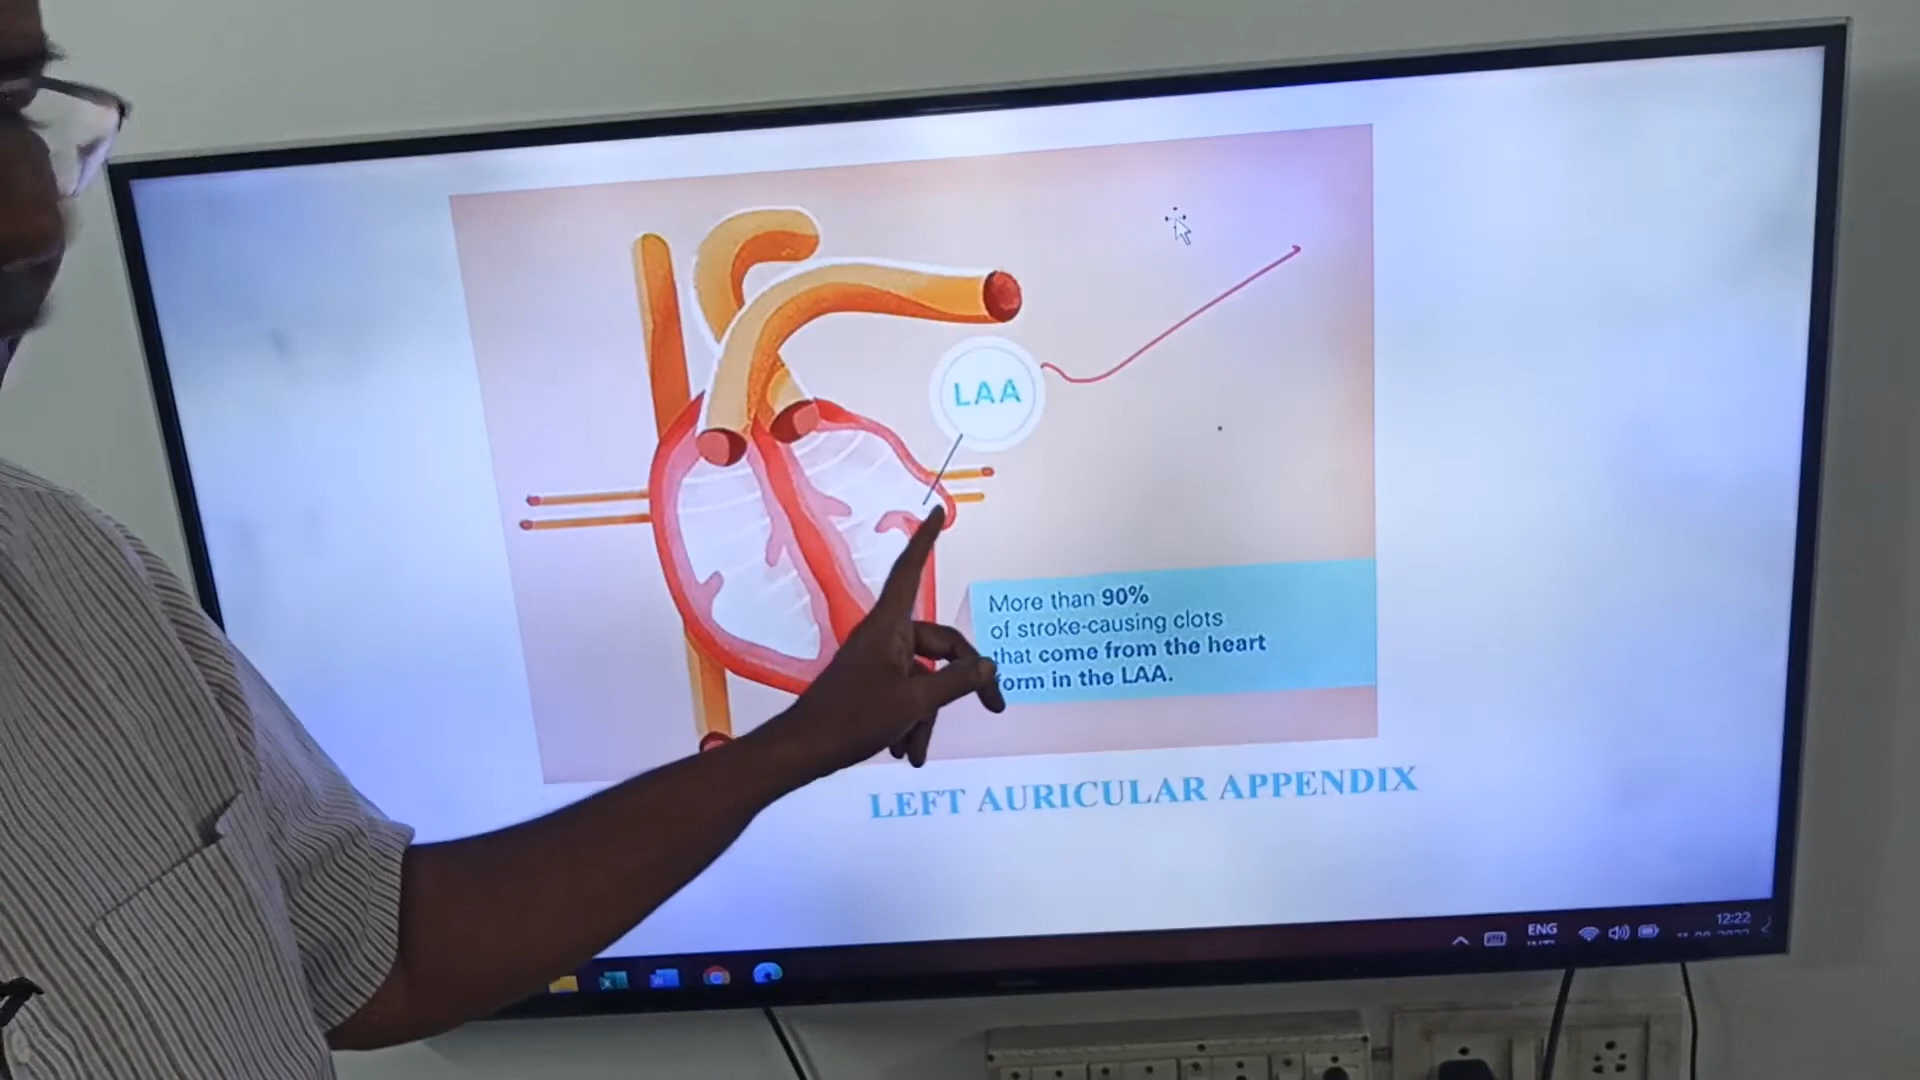 LAA
More than 90%
of stroke-causing clots
that come from the heart
form in the LAA.
LEFT AURICULAR APPENDIX
ENG
12:22